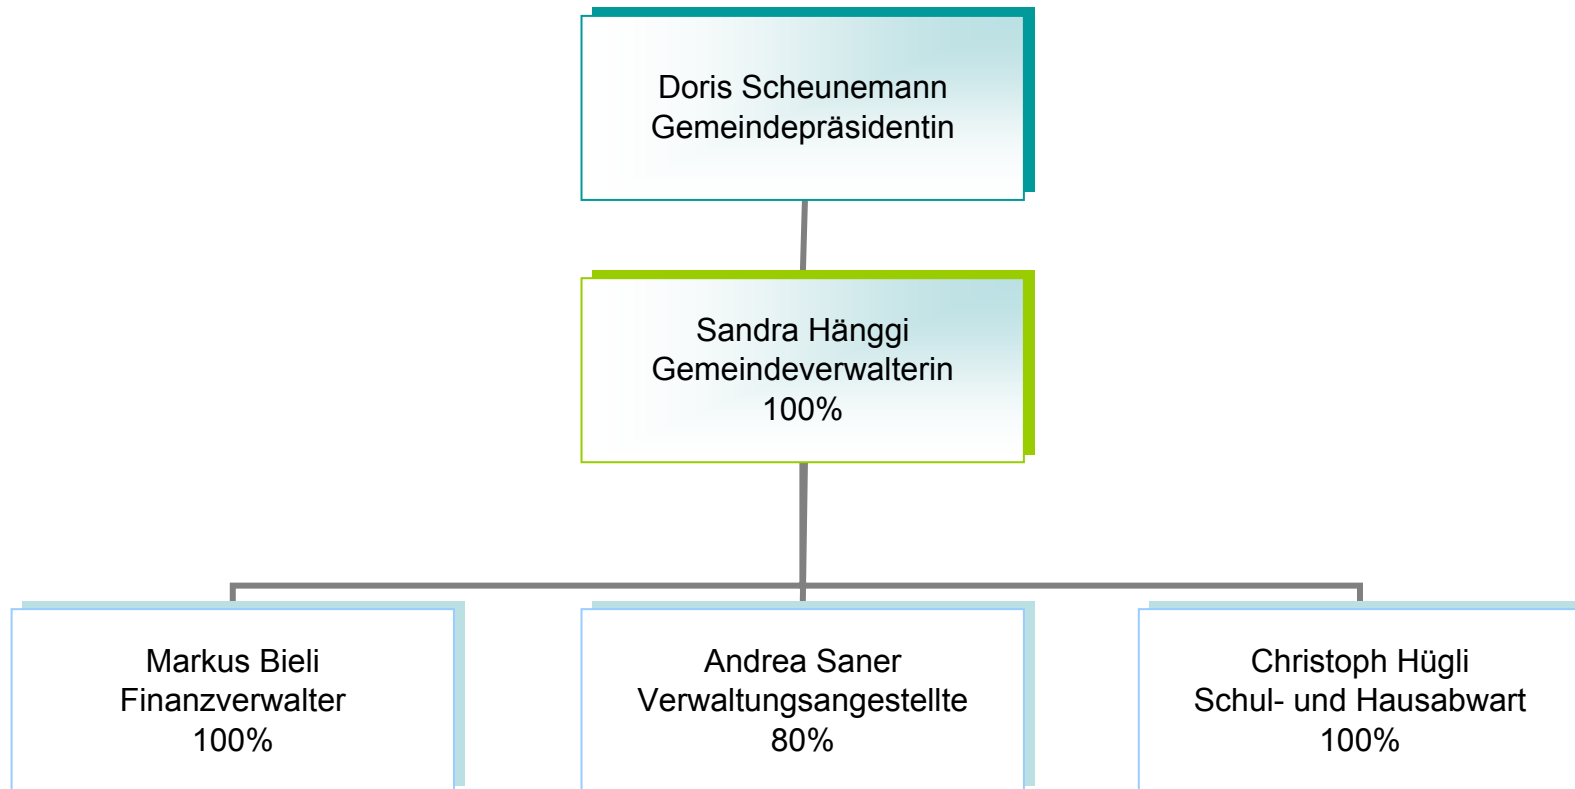 Doris Scheunemann
Gemeindepräsidentin
Sandra Hänggi
Gemeindeverwalterin
100%
Markus Bieli
Finanzverwalter
100%
Andrea Saner
Verwaltungsangestellte
80%
Christoph Hügli
Schul- und Hausabwart
100%